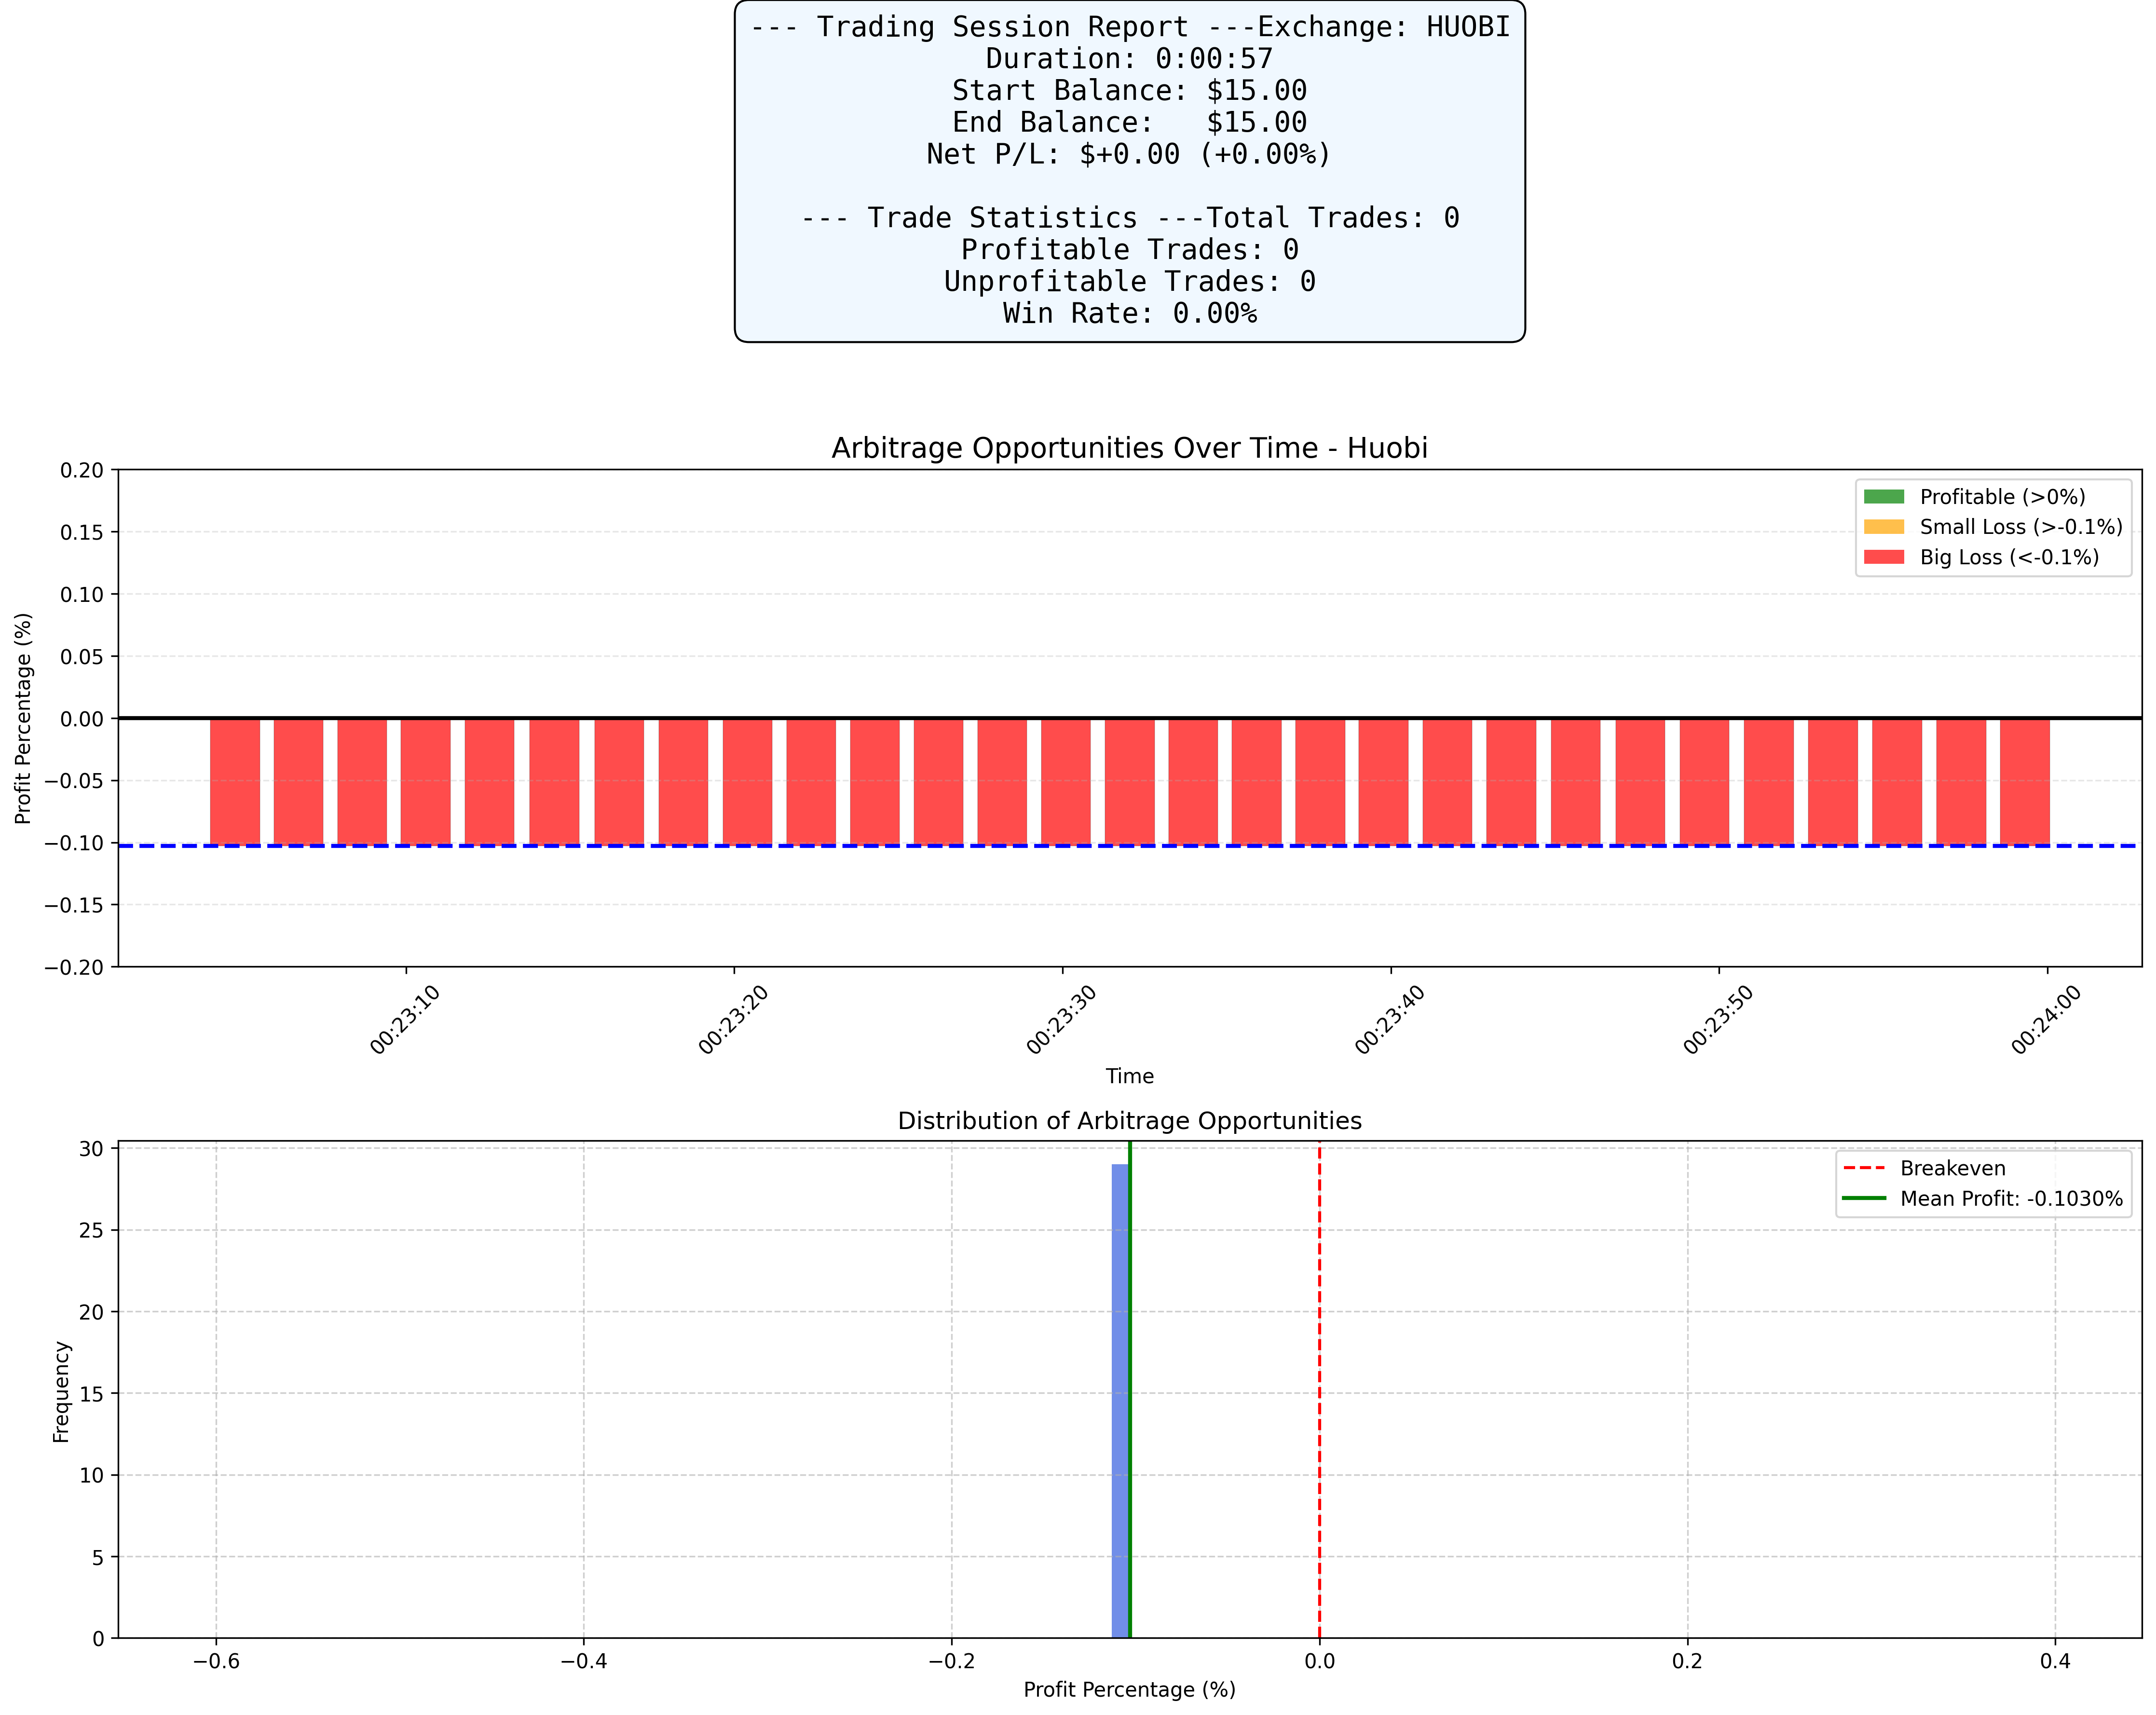 --- Trading Session Report ---Exchange: HUOBI
Duration: 0:00:57
Start Balance: $15.00
End Balance:   $15.00
Net P/L: $+0.00 (+0.00%)
--- Trade Statistics ---Total Trades: 0
Profitable Trades: 0
Unprofitable Trades: 0
Win Rate: 0.00%
Arbitrage Opportunities Over Time - Huobi
Profitable (>0%)
Small Loss (>-0.1%)
Big Loss (<-0.1%)
Profit Percentage (%)
0.20
0.15
0.10
0.05
0.00
−0.05
−0.10
−0.15
−0.20
00:23:10
00:23:20
00:23:30
00:23:40
00:23:50
00:24:00
Time
Distribution of Arbitrage Opportunities
Breakeven
Mean Profit: -0.1030%
Frequency
30
25
20
15
10
5
0
−0.6
−0.4
−0.2
0.0
0.2
0.4
Profit Percentage (%)